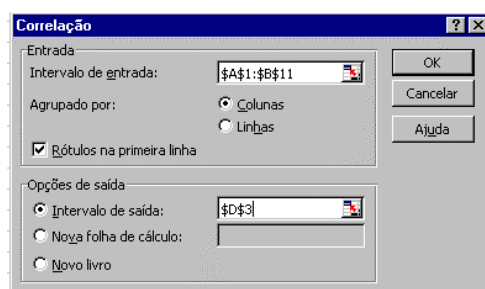 Correlação
Entrada
Intervalo de entrada: $A$1:$B$11
Agrupado por: Colunas
Linhas
Rótulos na primeira linha
Opções de saída
Intervalo de saída: $D$3
Nova folha de cálculo:
Novo livro
OK
Cancelar
Ajuda